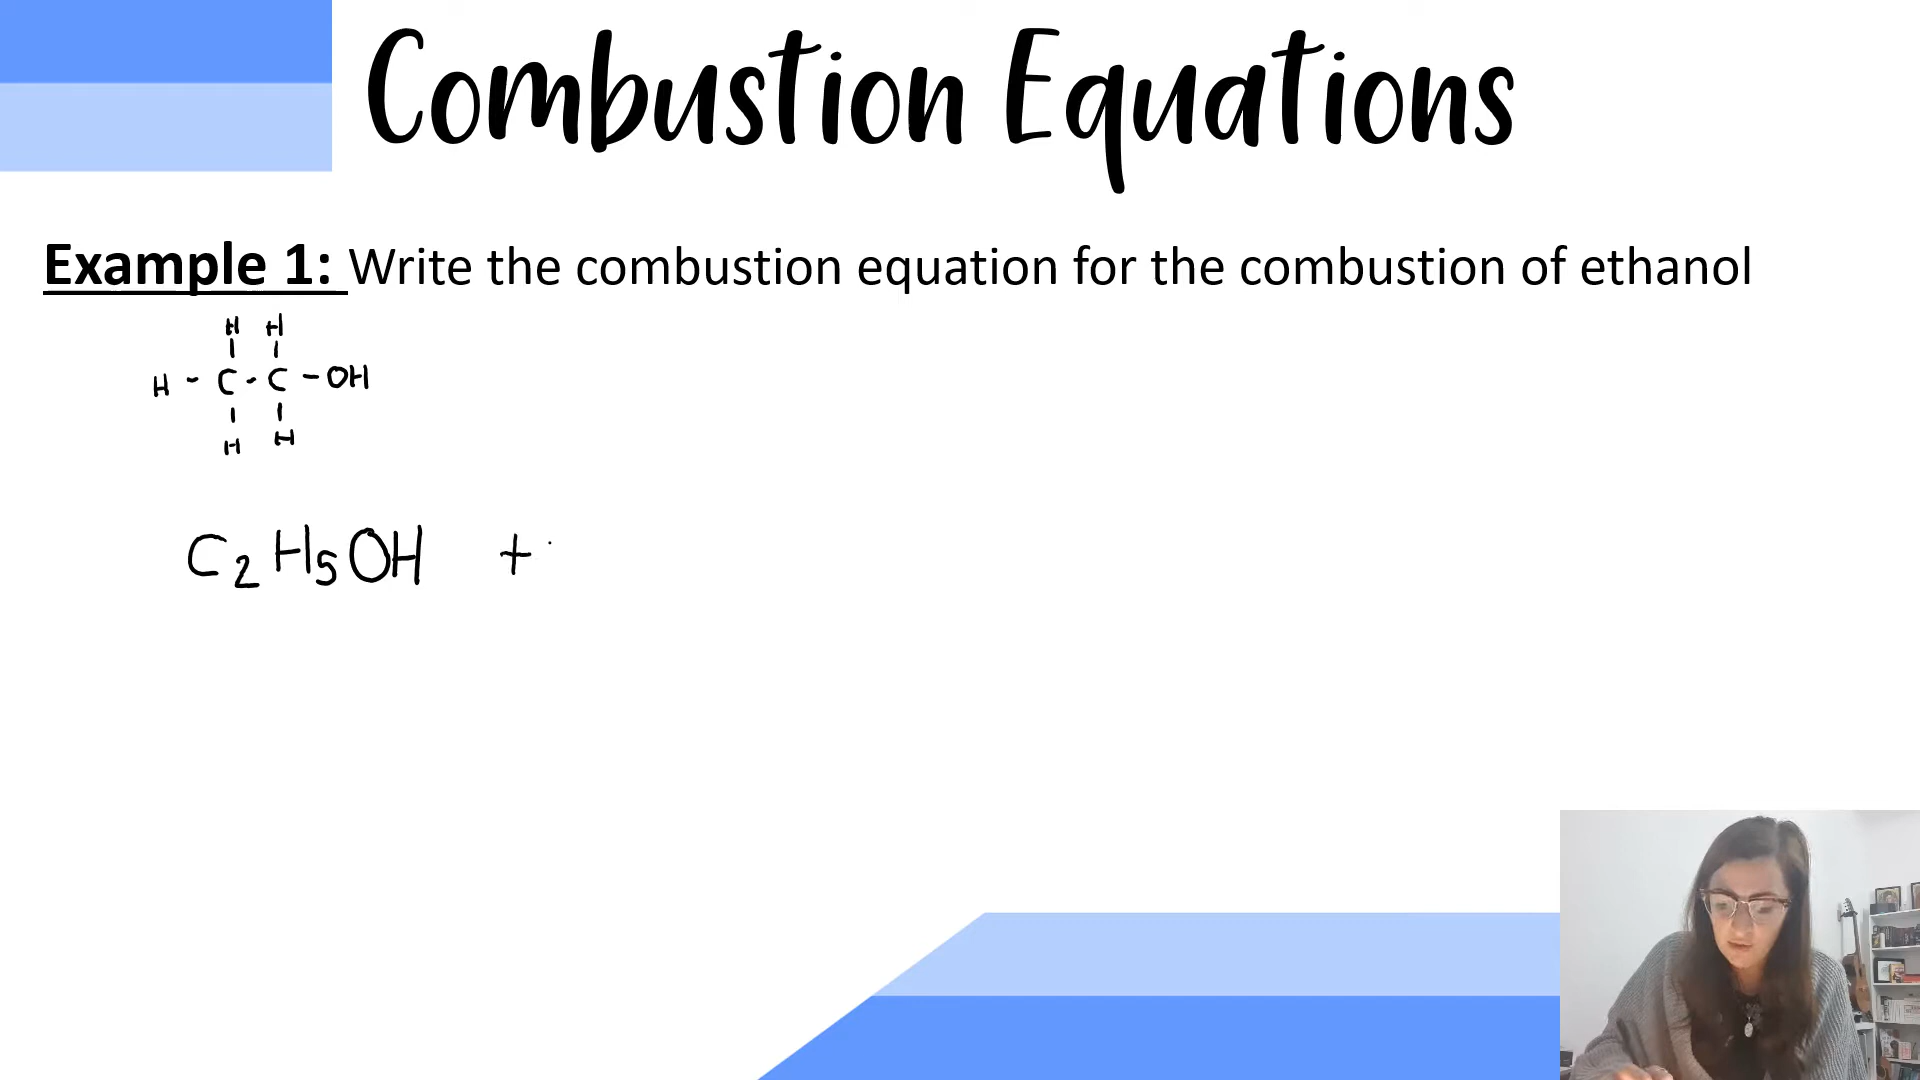 Combustion Equations
Example 1: Write the combustion equation for the combustion of ethanol
H H
H - C - C - OH
H H
C2H5OH +